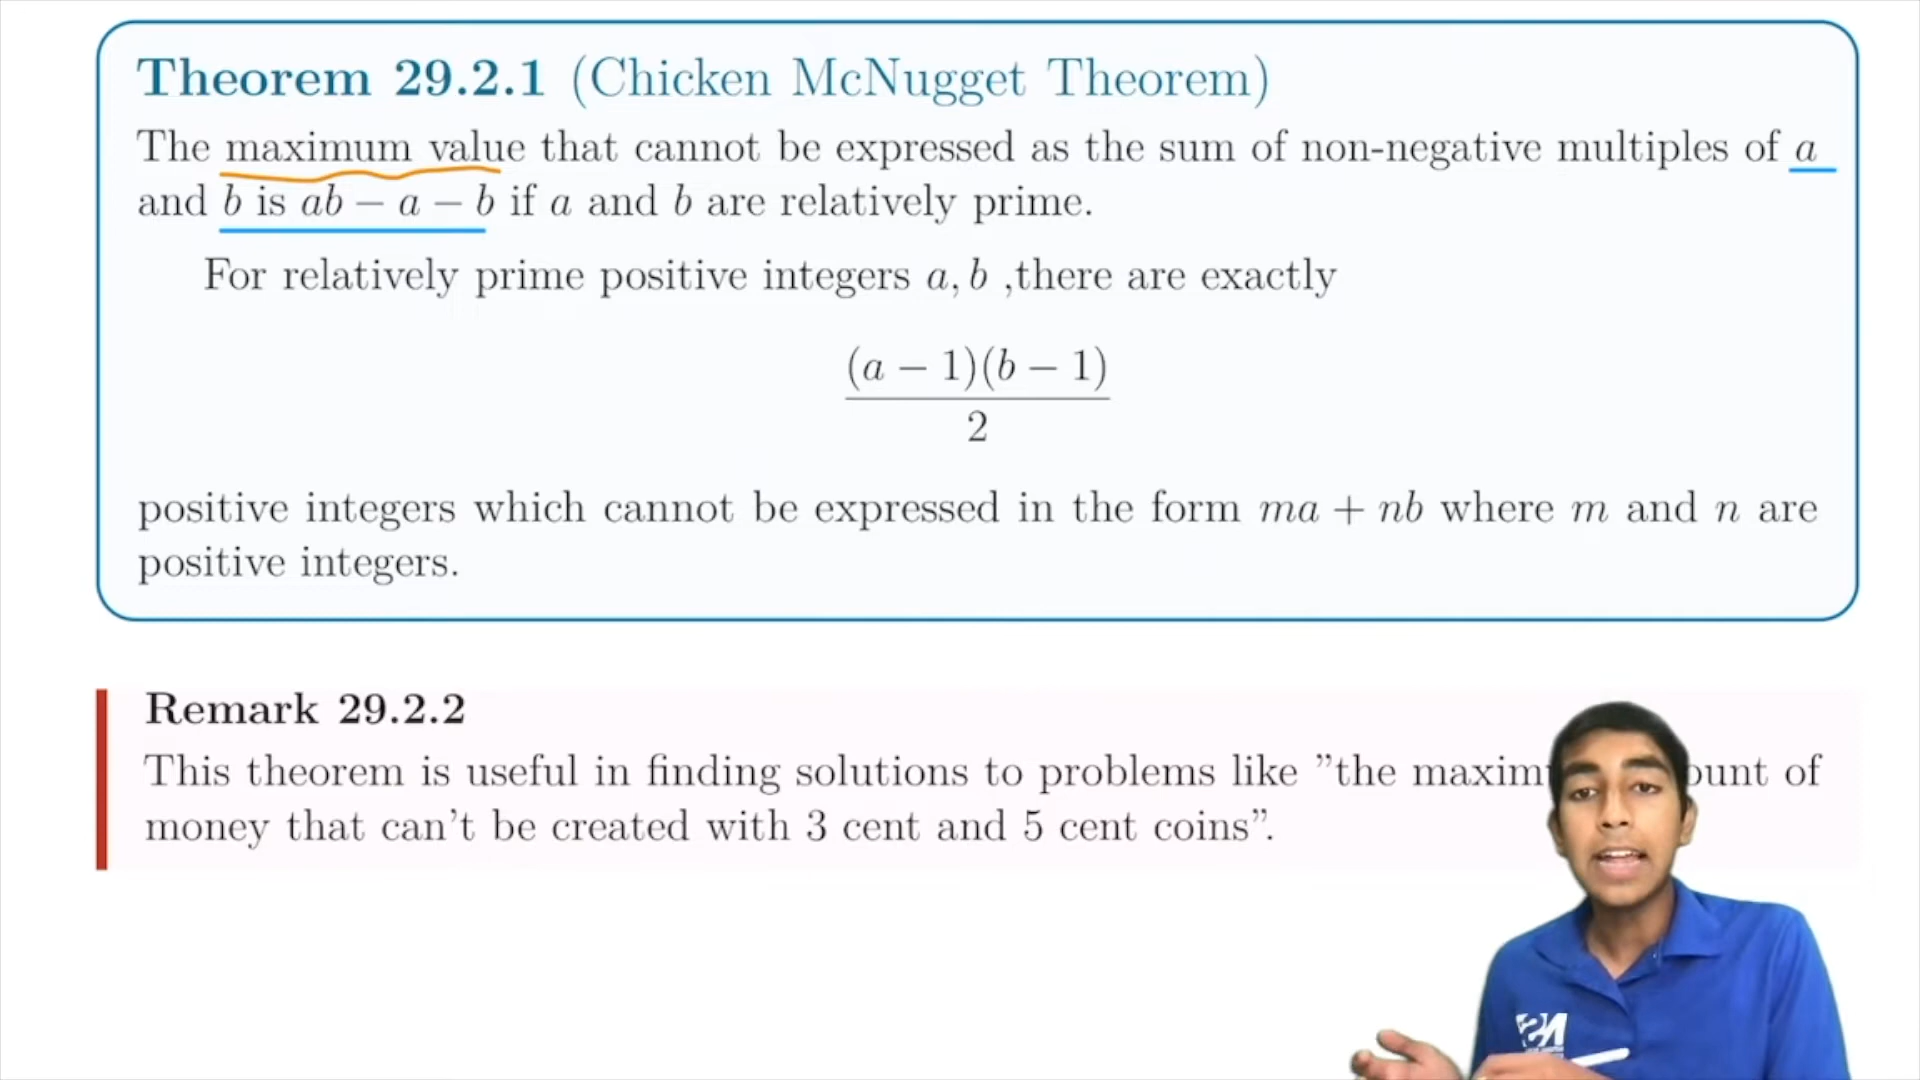 Theorem 29.2.1 (Chicken McNugget Theorem)
The maximum value that cannot be expressed as the sum of non-negative multiples of a
and b is ab − a − b if a and b are relatively prime.
For relatively prime positive integers a, b ,there are exactly
(a − 1)(b − 1)
2
positive integers which cannot be expressed in the form ma + nb where m and n are
positive integers.
Remark 29.2.2
This theorem is useful in finding solutions to problems like ”the maxim ount of
money that can’t be created with 3 cent and 5 cent coins”.